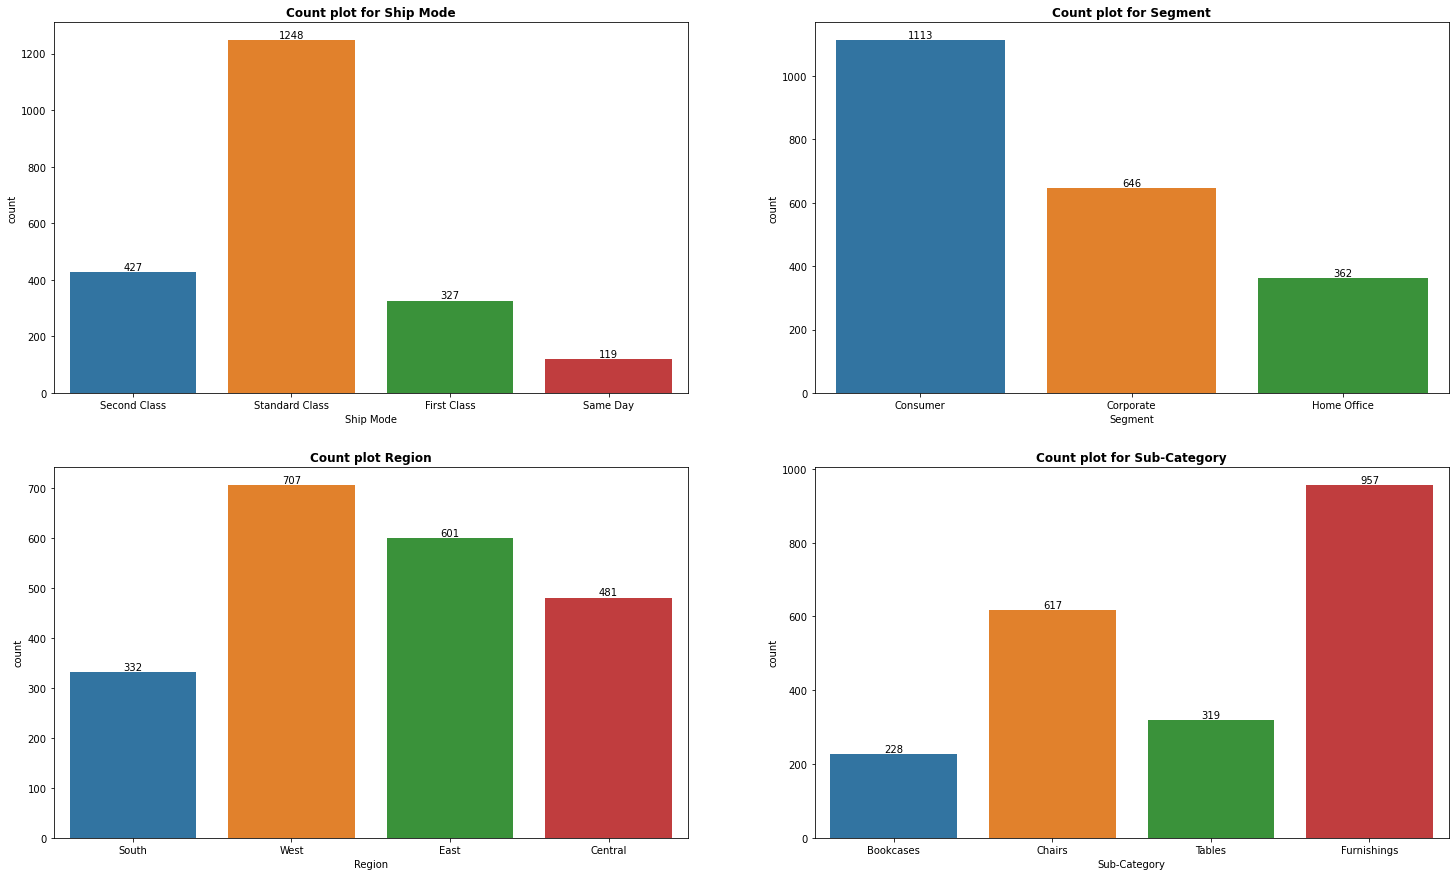 Count plot for Ship Mode
1200
1000
800
600
400
200
0
count
1248
427
327
119
Second Class Standard Class First Class Same Day
Ship Mode
Count plot for Segment
1000
800
600
400
200
0
count
1113
646
362
Consumer Corporate Home Office
Segment
Count plot Region
700
600
500
400
300
200
100
0
count
332
707
601
481
South West East Central
Region
Count plot for Sub-Category
1000
800
600
400
200
0
count
228
617
319
957
Bookcases Chairs Tables Furnishings
Sub-Category